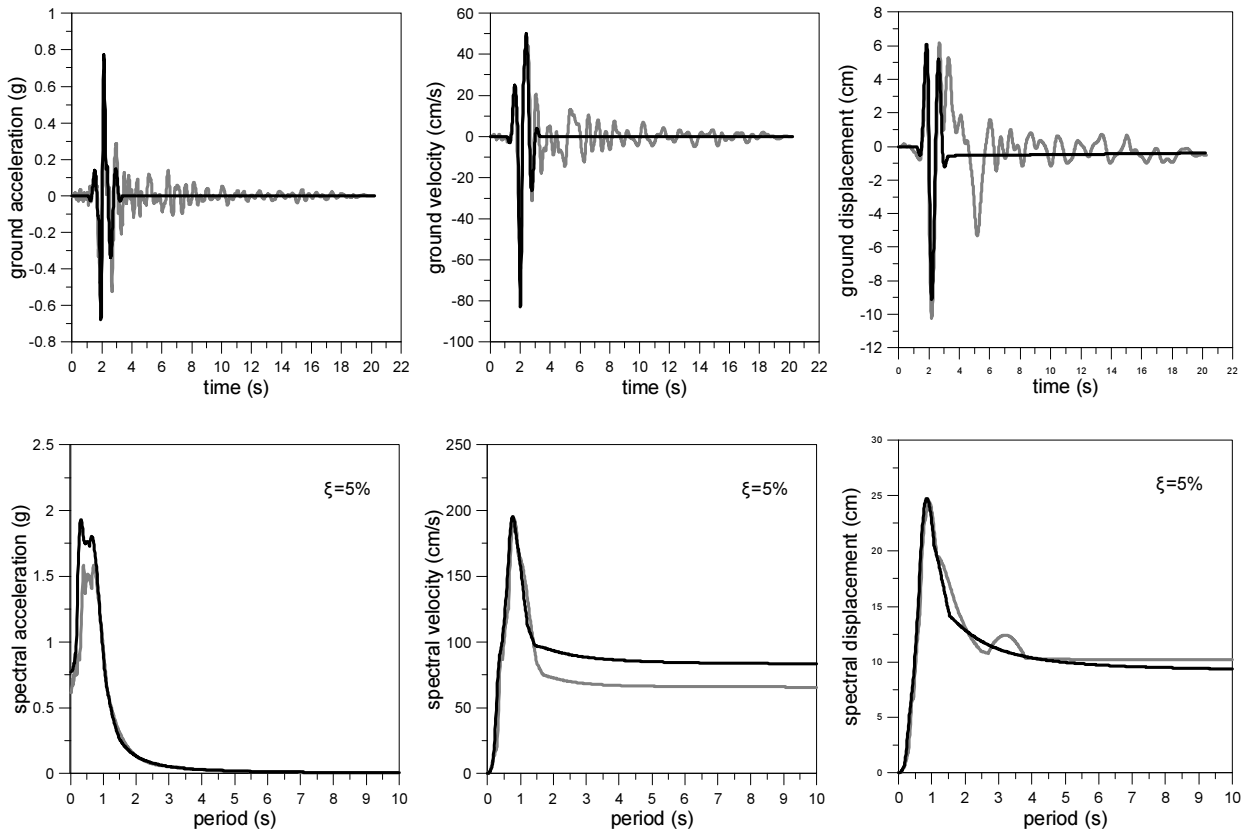 1
0.8
0.6
0.4
0.2
0
-0.2
-0.4
-0.6
-0.8
ground acceleration (g)
0 2 4 6 8 10 12 14 16 18 20 22
time (s)
60
40
20
0
-20
-40
-60
-80
-100
ground velocity (cm/s)
0 2 4 6 8 10 12 14 16 18 20 22
time (s)
8
6
4
2
0
-2
-4
-6
-8
-10
-12
ground displacement (cm)
0 2 4 6 8 10 12 14 16 18 20 22
time (s)
2.5
2
1.5
1
0.5
0
spectral acceleration (g)
ξ=5%
0 1 2 3 4 5 6 7 8 9 10
period (s)
250
200
150
100
50
0
spectral velocity (cm/s)
ξ=5%
0 1 2 3 4 5 6 7 8 9 10
period (s)
30
25
20
15
10
5
0
spectral displacement (cm)
ξ=5%
0 1 2 3 4 5 6 7 8 9 10
period (s)